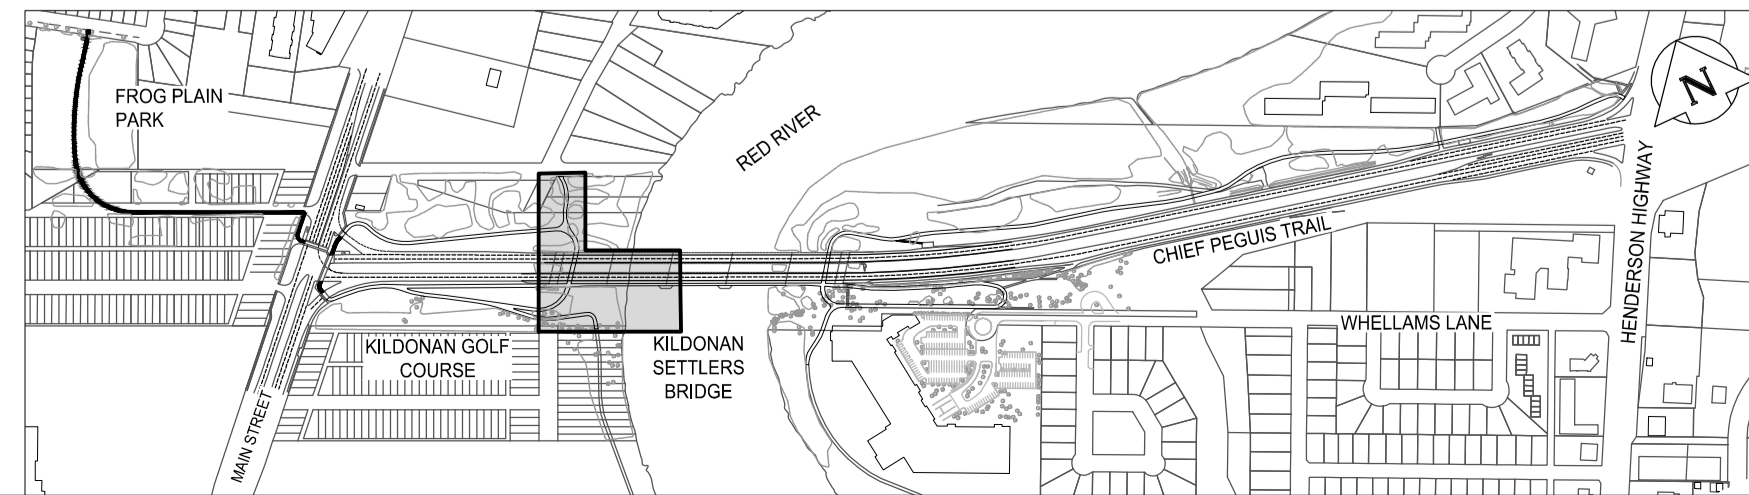 FROG PLAIN
PARK
RED RIVER
N
CHIEF PEGUIS TRAIL
HENDERSON HIGHWAY
WHELLAMS LANE
KILDONAN GOLF
COURSE
KILDONAN
SETTLERS
BRIDGE
MAIN STREET